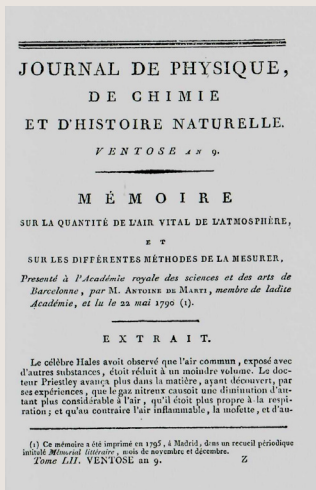 JOURNAL DE PHYSIQUE,
DE CHIMIE
ET D'HISTOIRE NATURELLE.
VENTOSE AN 9.
MÉMOIRE
SUR LA QUANTITÉ DE L'AIR VITAL DE L'ATMOSPHÈRE,
ET
SUR LES DIFFÉRENTES MÉTHODES DE LA MESURER,
Presenté à l'Académie royale des sciences et des arts de
Barcelonne, par M. ANTOINE DE MARTI, membre de ladite
Académie, et lu le 22 mai 1790 (1).
EXTRAIT.
Le célèbre Hales avoit observé que l'air commun, exposé avec
d'autres substances, étoit réduit à un moindre volume. Le doc-
teur Priestley avança plus dans la matière, ayant découvert, par
ses expériences, que le gaz nitreux causoit une diminution d'au-
tant plus considérable à l'air, qu'il étoit plus propre à la respi-
ration; et qu'au contraire l'air inflammable, la mofette, et d'au-
(1) Ce mémoire a été imprimé en 1795, à Madrid, dans un recueil périodique
intitulé Mémorial littéraire, mois de novembre et décembre.
Tome LII. VENTOSE an 9. Z